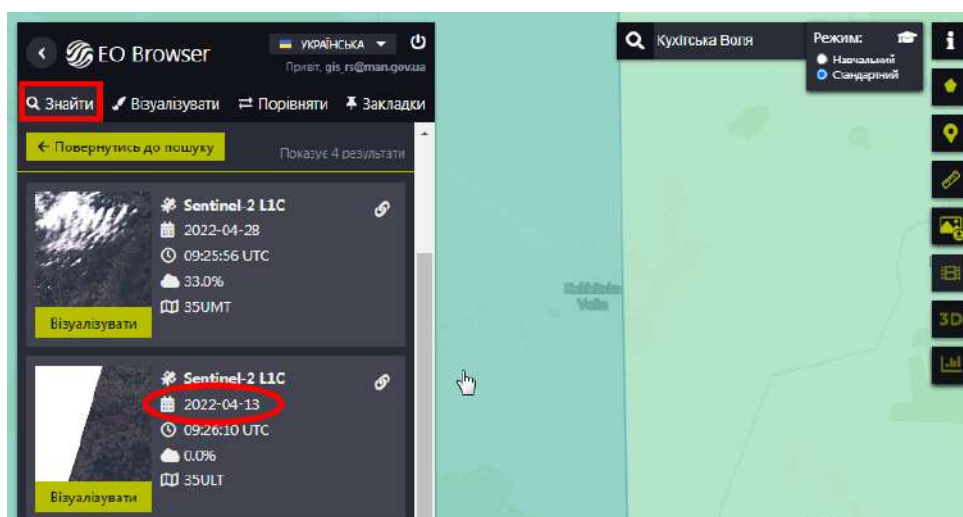 EO Browser
УКРАЇНСЬКА
Привіт, gis_rs@man.gov.ua
Знайти
Візуалізувати
Порівняти
Закладки
← Повернутись до пошуку
Показує 4 результати
Sentinel-2 L1C
2022-04-28
09:25:56 UTC
33.0%
35UMT
Візуалізувати
Sentinel-2 L1C
2022-04-13
09:26:10 UTC
0.0%
35ULT
Візуалізувати
Кухітська Воля
Режим:
Навчальний
Стандартний
Volia
3D